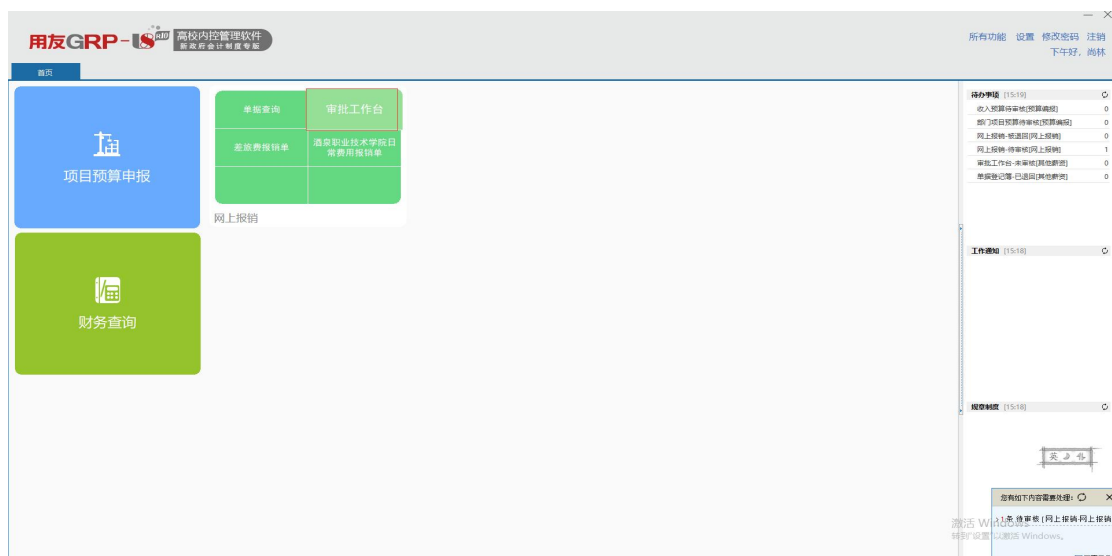 用友GRP-U8 R10 高校内控管理软件
新政府会计制度专版
所有功能 设置 修改密码 注销
下午好, 尚林
首页
项目预算申报
财务查询
单据查询
审批工作台
差旅费报销单
酒泉职业技术学院日
常费用报销单
网上报销
待办事项 [15:19]
收入预算待审核[预算编报] 0
部门项目预算待审核[预算编报] 0
网上报销-被退回[网上报销] 0
网上报销-待审核[网上报销] 1
审批工作台-未审核[其他薪资] 0
单据登记簿-已退回[其他薪资] 0
工作通知 [15:18]
规章制度 [15:18]
英
您有如下内容需要处理:
1条 待审核 (网上报销-网上报销
激活 Windows
转到"设置"以激活 Windows。